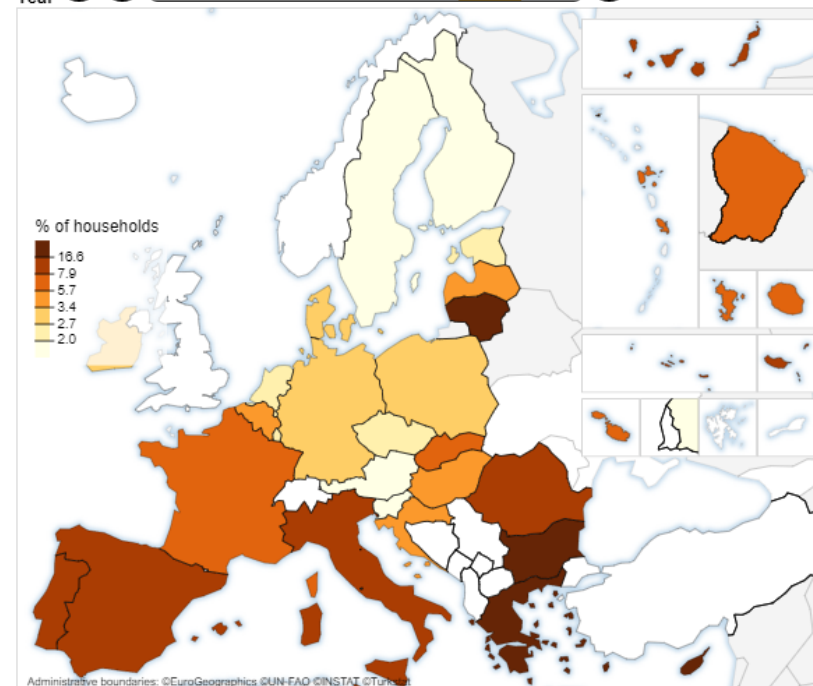 Year
% of households
16.6
7.9
5.7
3.4
2.7
2.0
Administrative boundaries: ©EuroGeographics ©UN-FAO ©INSTAT ©Turkstat